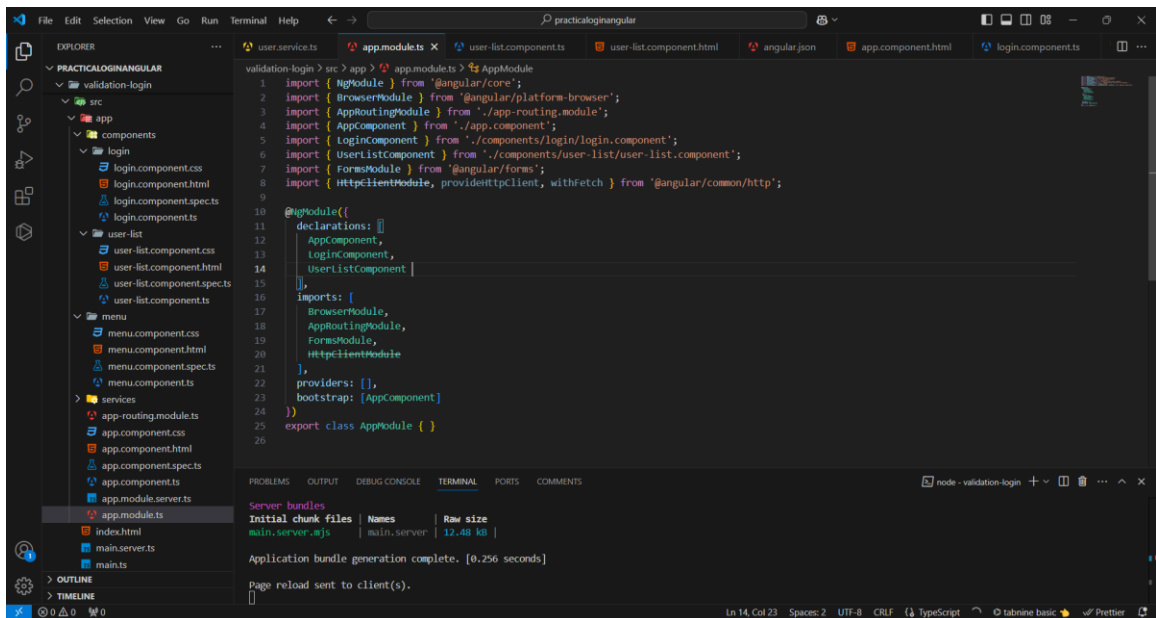 File Edit Selection View Go Run Terminal Help
practicaloginangular
EXPLORER
PRACTICALOGINANGULAR
validation-login
src
app
components
login
login.component.css
login.component.html
login.component.spec.ts
login.component.ts
user-list
user-list.component.css
user-list.component.html
user-list.component.spec.ts
user-list.component.ts
menu
menu.component.css
menu.component.html
menu.component.spec.ts
menu.component.ts
services
app-routing.module.ts
app.component.css
app.component.html
app.component.spec.ts
app.component.ts
app.module.server.ts
app.module.ts
index.html
main.server.ts
main.ts
OUTLINE
TIMELINE
user.service.ts app.module.ts user-list.component.ts user-list.component.html angular.json app.component.html login.component.ts
validation-login > src > app > app.module.ts > AppModule
1 import { NgModule } from '@angular/core';
2 import { BrowserModule } from '@angular/platform-browser';
3 import { AppRoutingModule } from './app-routing.module';
4 import { AppComponent } from './app.component';
5 import { LoginComponent } from './components/login/login.component';
6 import { UserListComponent } from './components/user-list/user-list.component';
7 import { FormsModule } from '@angular/forms';
8 import { HttpClientModule, provideHttpClient, withFetch } from '@angular/common/http';
9
10 @NgModule({
11 declarations: [
12 AppComponent,
13 LoginComponent,
14 UserListComponent
15 ],
16 imports: [
17 BrowserModule,
18 AppRoutingModule,
19 FormsModule,
20 HttpClientModule
21 ],
22 providers: [],
23 bootstrap: [AppComponent]
24 })
25 export class AppModule { }
26
PROBLEMS OUTPUT DEBUG CONSOLE TERMINAL PORTS COMMENTS
node - validation-login
Server bundles
Initial chunk files | Names | Raw size
main.server.mjs | main.server | 12.48 kB |
Application bundle generation complete. [0.256 seconds]
Page reload sent to client(s).
0 0 0 Ln 14, Col 23 Spaces: 2 UTF-8 CRLF {} TypeScript tabnine basic Prettier